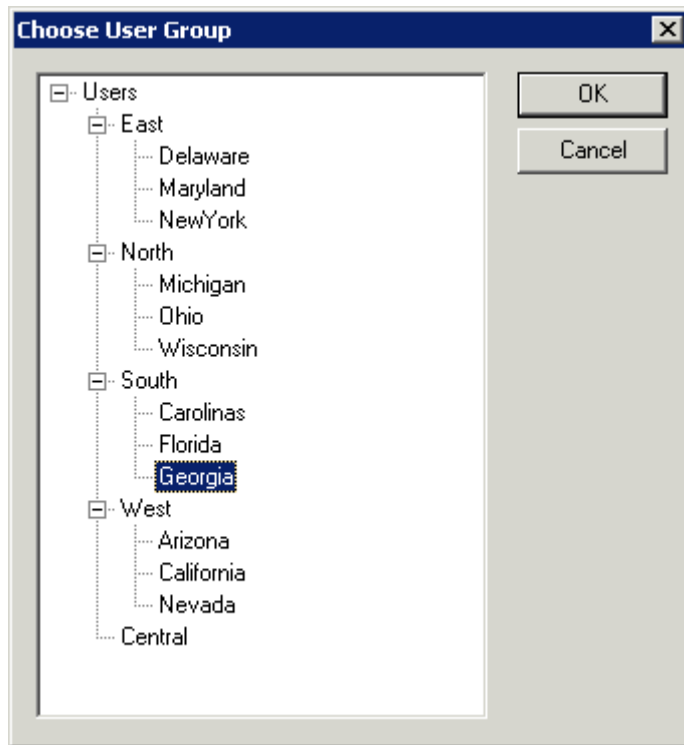 Choose User Group
Users
East
Delaware
Maryland
NewYork
North
Michigan
Ohio
Wisconsin
South
Carolinas
Florida
Georgia
West
Arizona
California
Nevada
Central
OK
Cancel